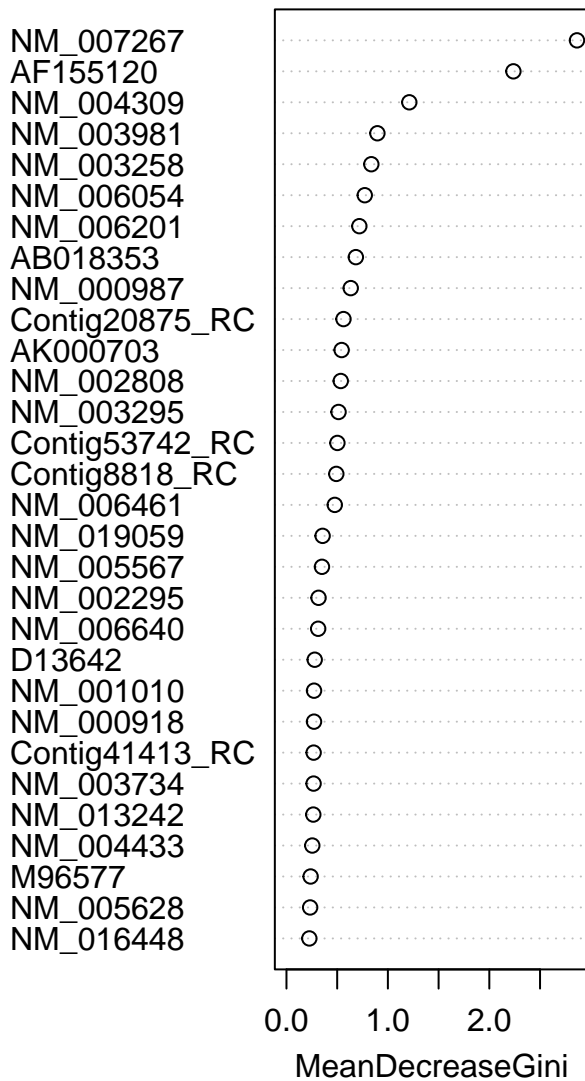 NM_007267
AF155120
NM_004309
NM_003981
NM_003258
NM_006054
NM_006201
AB018353
NM_000987
Contig20875_RC
AK000703
NM_002808
NM_003295
Contig53742_RC
Contig8818_RC
NM_006461
NM_019059
NM_005567
NM_002295
NM_006640
D13642
NM_001010
NM_000918
Contig41413_RC
NM_003734
NM_013242
NM_004433
M96577
NM_005628
NM_016448
0.0 1.0 2.0
MeanDecreaseGini